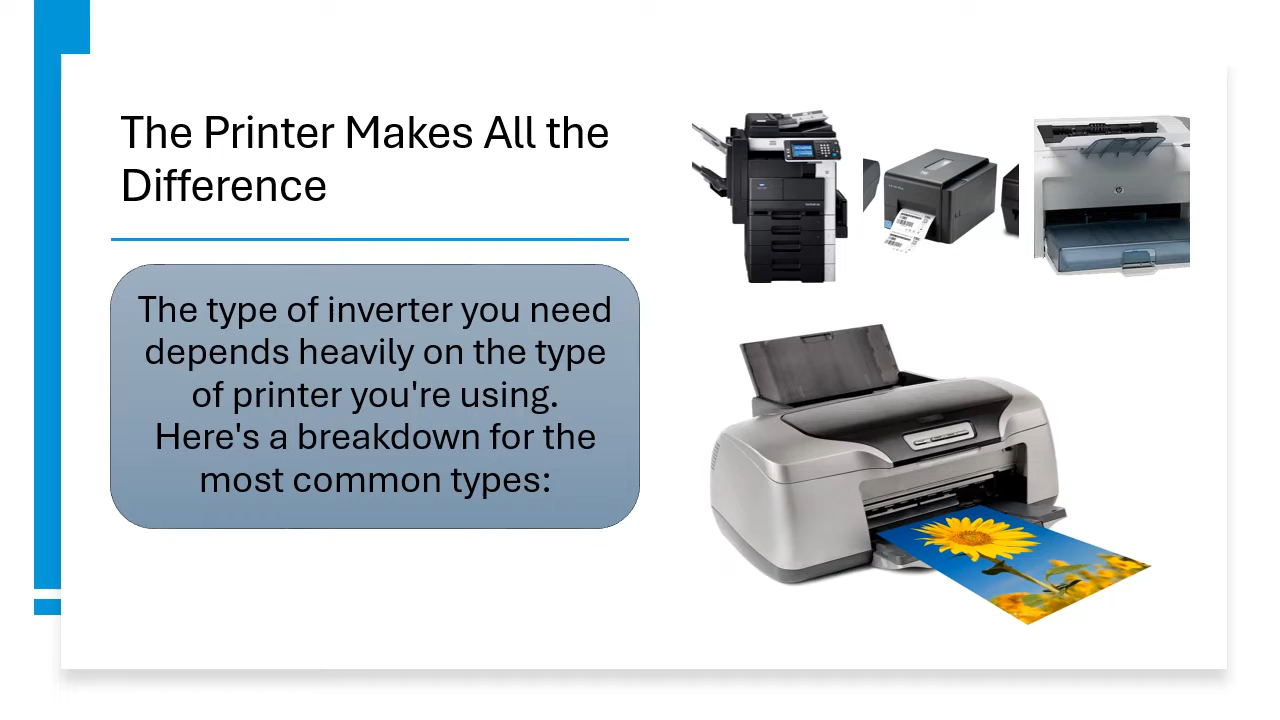 The Printer Makes All the
Difference
The type of inverter you need
depends heavily on the type
of printer you're using.
Here's a breakdown for the
most common types: